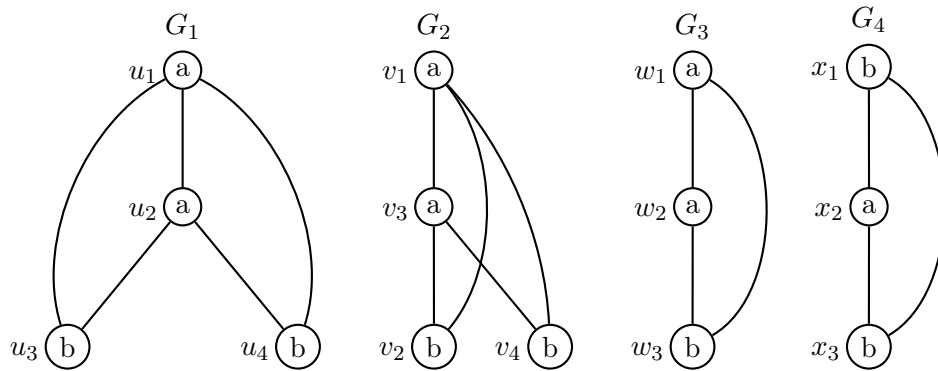 G₁ G₂ G₃ G₄
u₁ a v₁ a w₁ a x₁ b
u₂ a v₃ a w₂ a x₂ a
u₃ b u₄ b v₂ b v₄ b w₃ b x₃ b